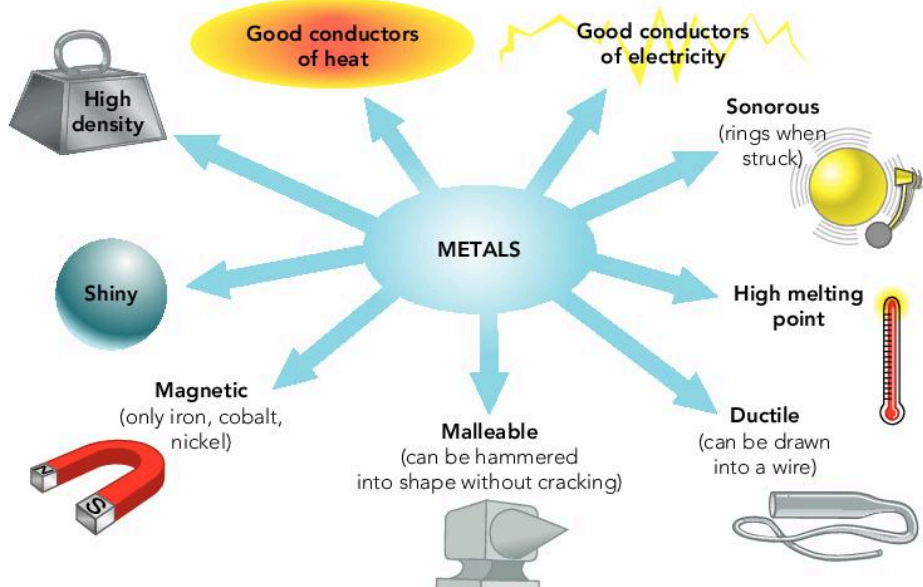 Good conductors
of heat
Good conductors
of electricity
High
density
Sonorous
(rings when
struck)
METALS
Shiny
High melting
point
Magnetic
(only iron, cobalt,
nickel)
Malleable
(can be hammered
into shape without cracking)
Ductile
(can be drawn
into a wire)
N
S